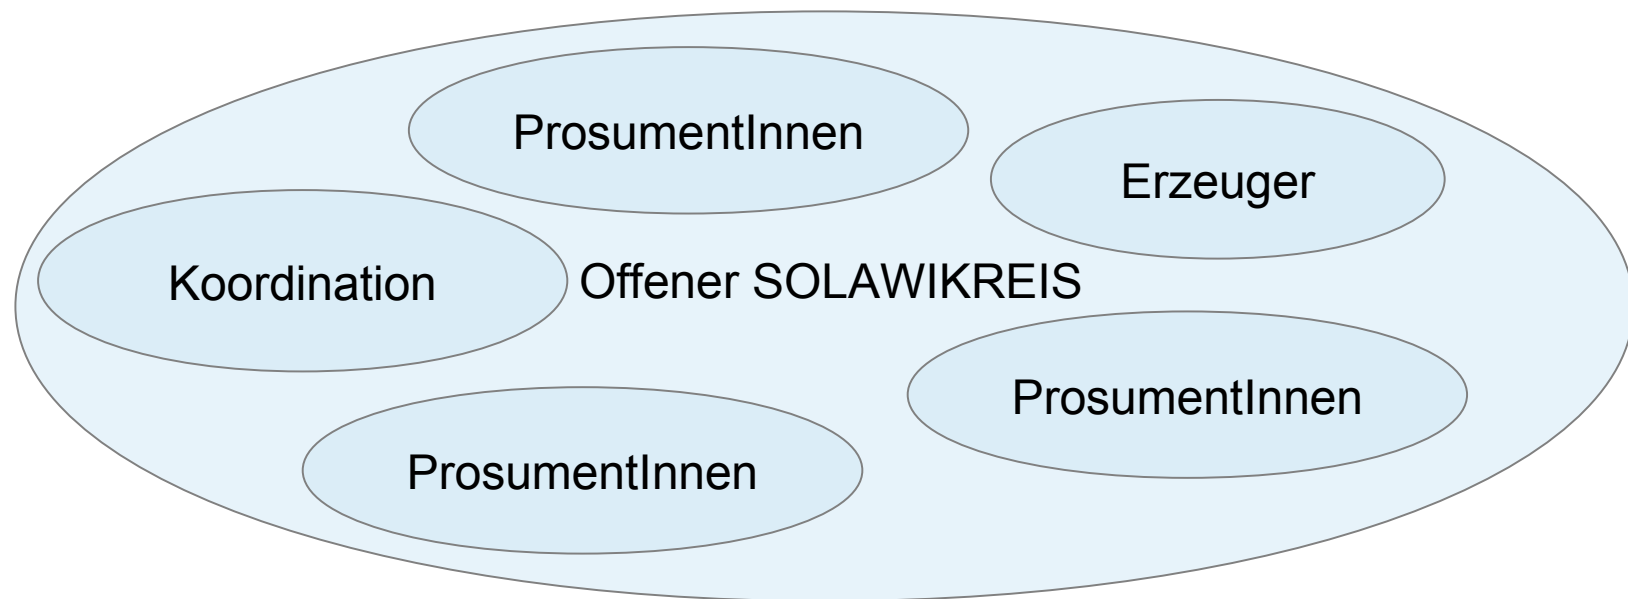 ProsumentInnen
Erzeuger
Koordination
Offener SOLAWIKREIS
ProsumentInnen
ProsumentInnen